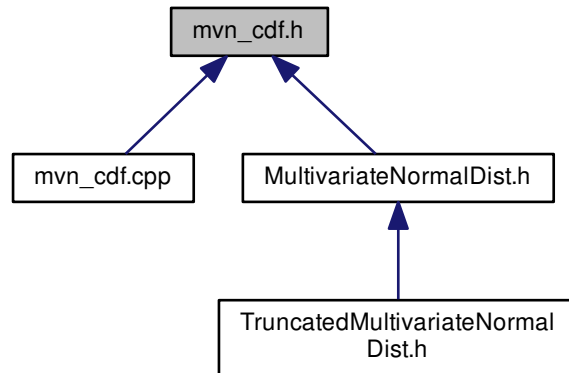 mvn_cdf.h
mvn_cdf.cpp
MultivariateNormalDist.h
TruncatedMultivariateNormal
Dist.h